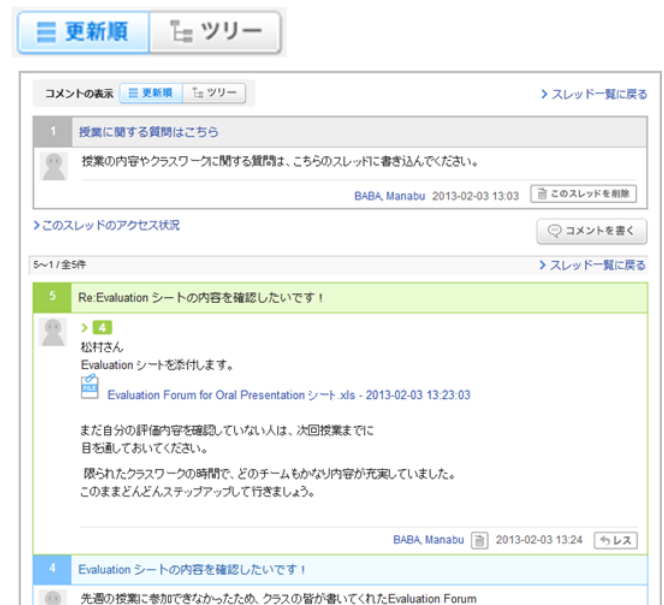 更新順 ツリー
コメントの表示 更新順 ツリー
スレッド一覧に戻る
1 授業に関する質問はこちら
授業の内容やクラスワークに関する質問は、こちらのスレッドに書き込んでください。
BABA, Manabu 2013-02-03 13:03 このスレッドを削除
このスレッドのアクセス状況
コメントを書く
5~1 / 全5件
スレッド一覧に戻る
5 Re:Evaluation シートの内容を確認したいです！
> 4
松村さん
Evaluation シートを添付します。
FILE Evaluation Forum for Oral Presentation シート.xls - 2013-02-03 13:23:03
まだ自分の評価内容を確認していない人は、次回授業までに
目を通しておいてください。
限られたクラスワークの時間で、どのチームもかなり内容が充実していました。
このままどんどんステップアップして行きましょう。
BABA, Manabu 2013-02-03 13:24 レス
4 Evaluation シートの内容を確認したいです！
先週の授業に参加できなかったため、クラスの皆が書いてくれたEvaluation Forum